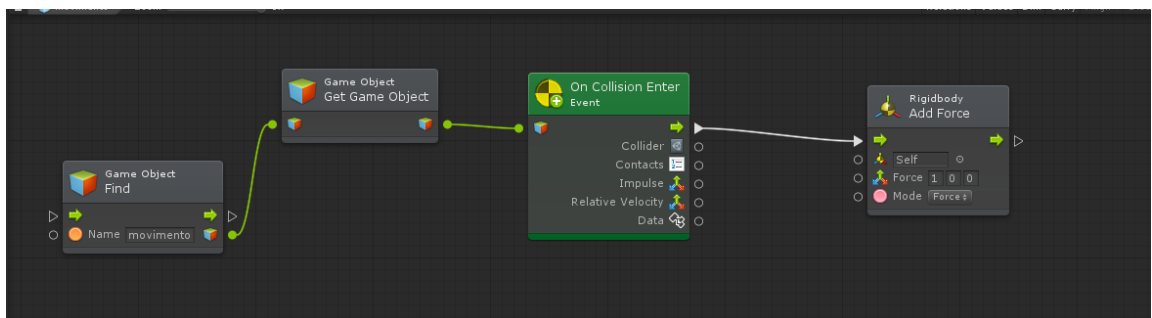 Game Object
Get Game Object
On Collision Enter
Event
Rigidbody
Add Force
Collider
Contacts
Impulse
Relative Velocity
Data
Self
Force 1 0 0
Mode Force
Game Object
Find
Name movimento